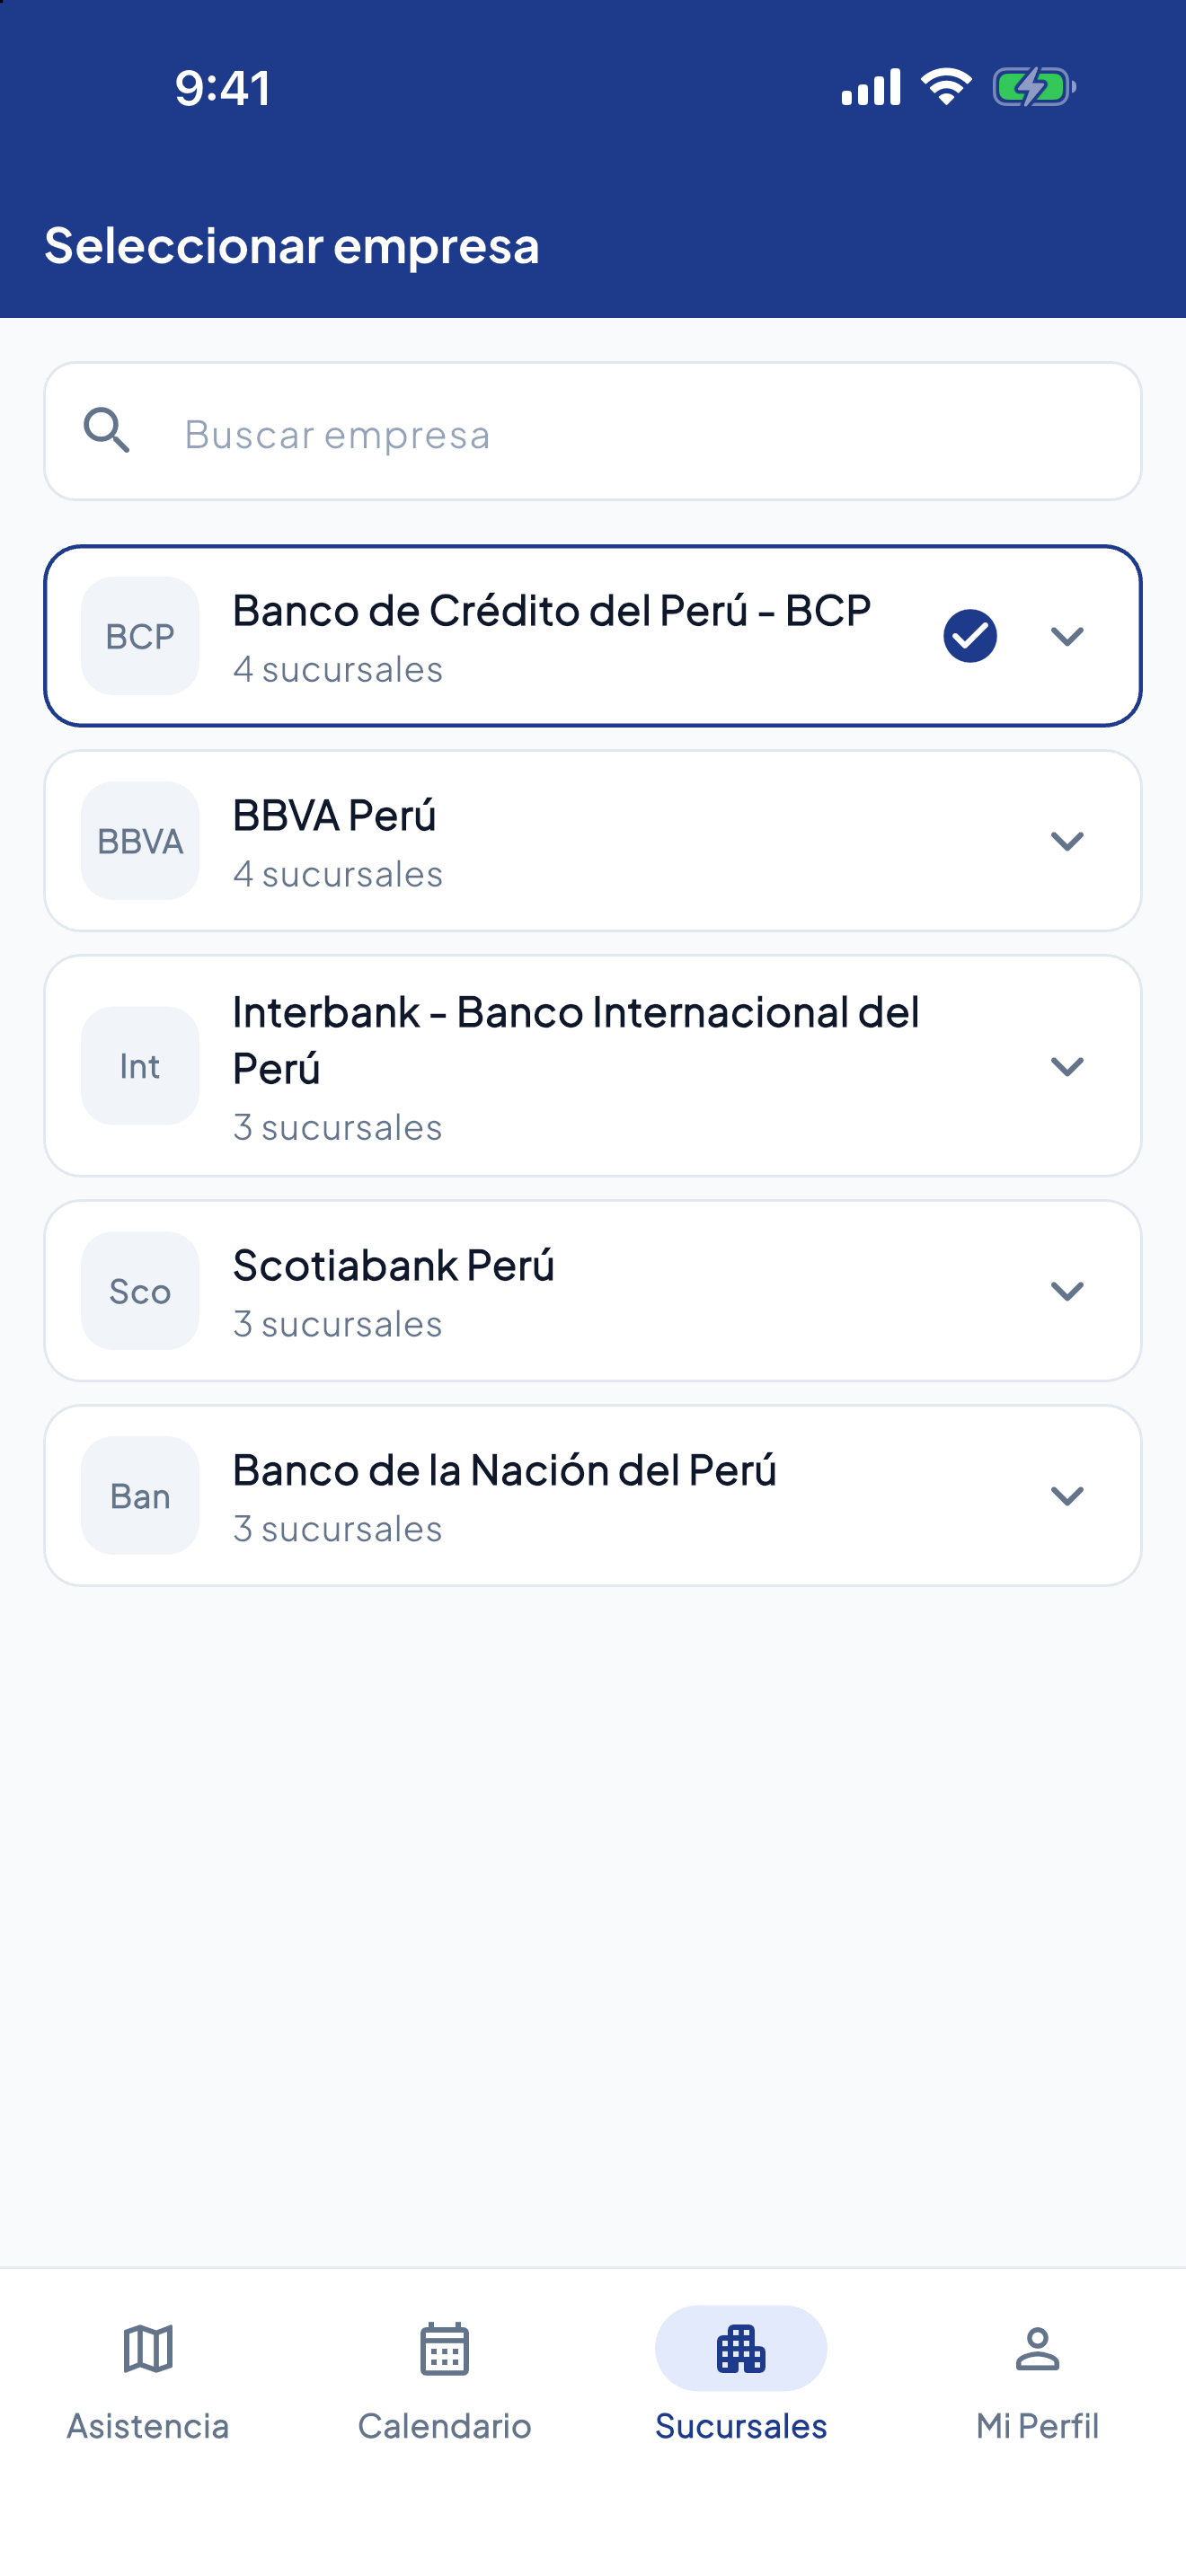 9:41
Seleccionar empresa
Buscar empresa
BCP
Banco de Crédito del Perú - BCP
4 sucursales
BBVA
BBVA Perú
4 sucursales
Int
Interbank - Banco Internacional del
Perú
3 sucursales
Sco
Scotiabank Perú
3 sucursales
Ban
Banco de la Nación del Perú
3 sucursales
Asistencia
Calendario
Sucursales
Mi Perfil